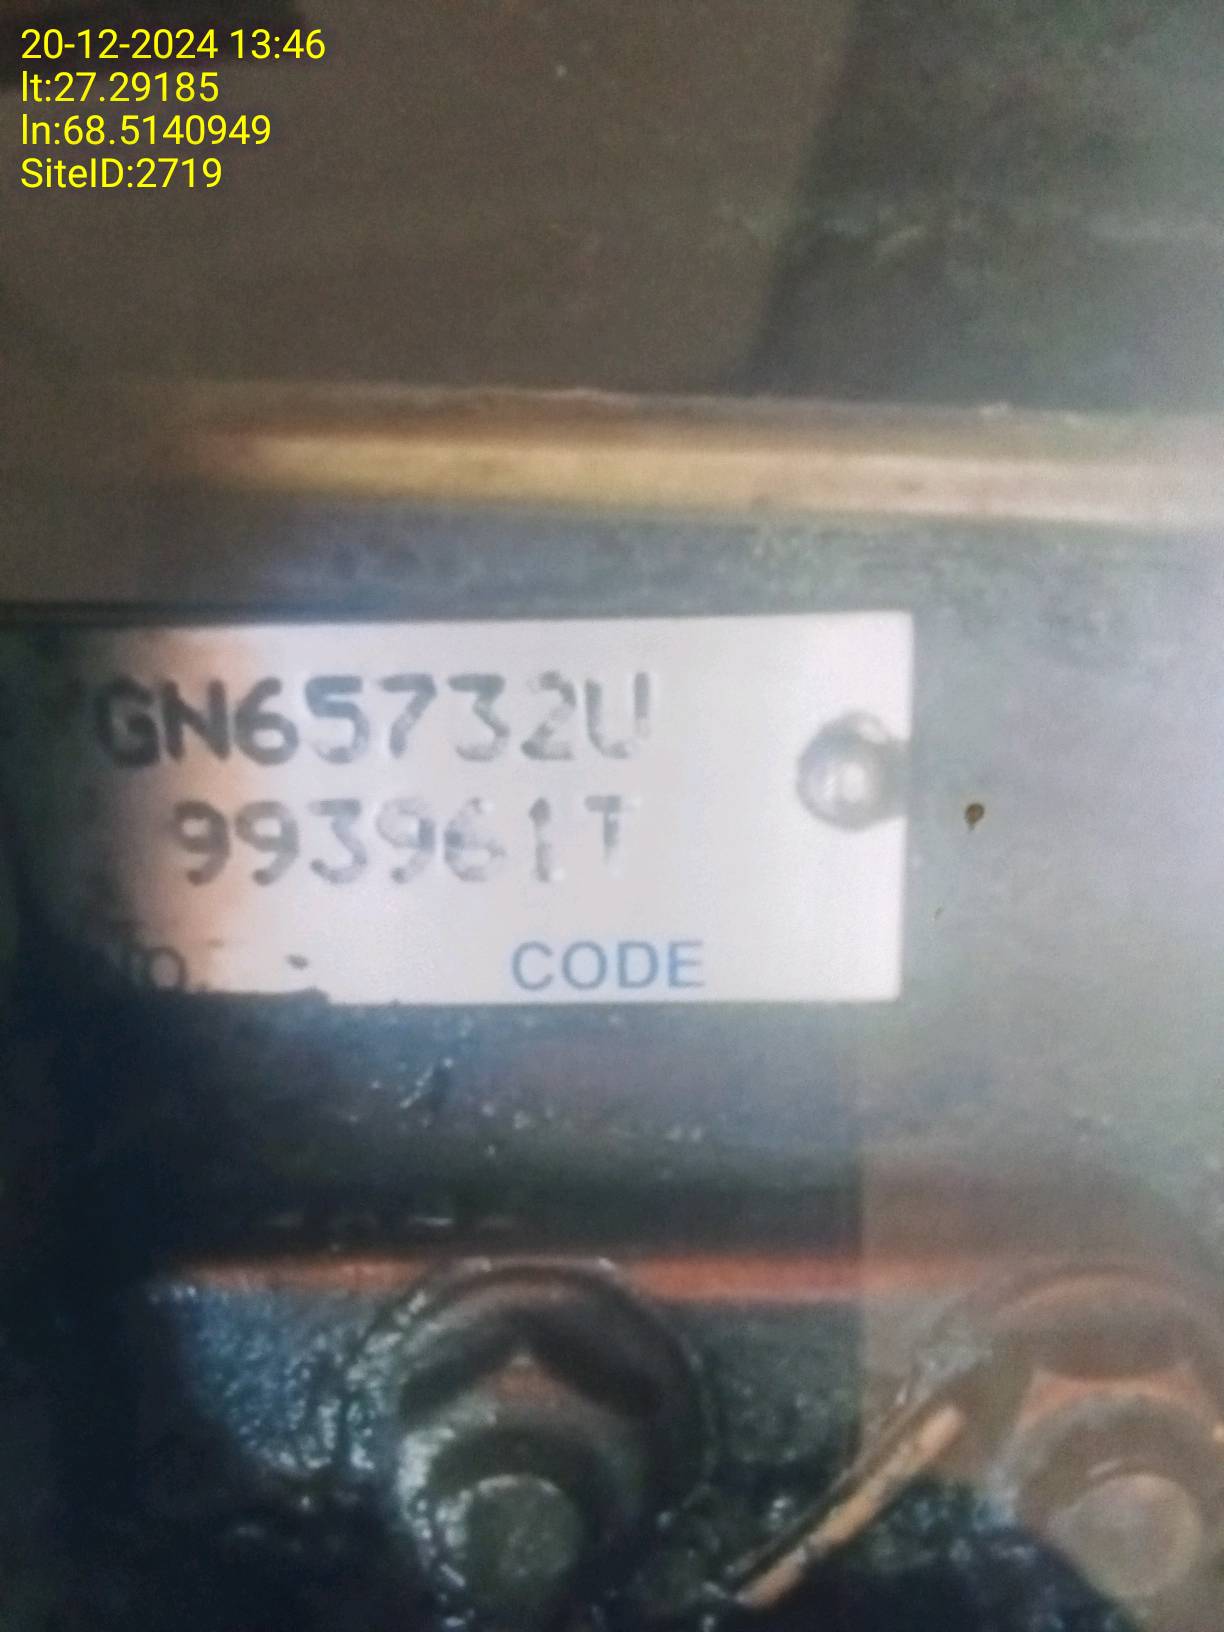 20-12-2024 13:46
lt:27.29185
ln:68.5140949
SiteID:2719
GN65732U
993961T
CODE